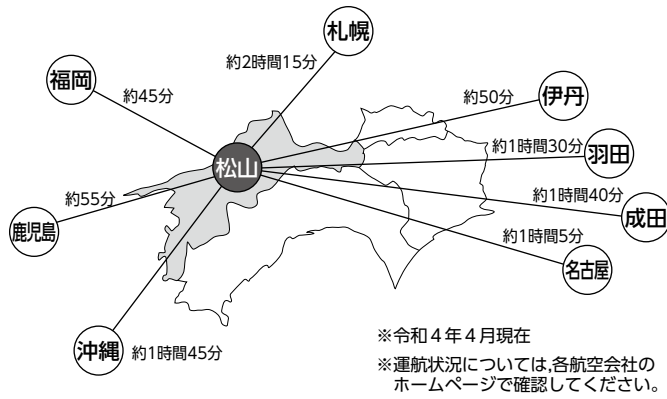 札幌
約2時間15分
福岡
約45分
約50分
伊丹
約1時間30分
羽田
松山
約55分
約1時間40分
成田
鹿児島
約1時間5分
名古屋
沖縄
約1時間45分
※令和4年4月現在
※運航状況については,各航空会社の
ホームページで確認してください。